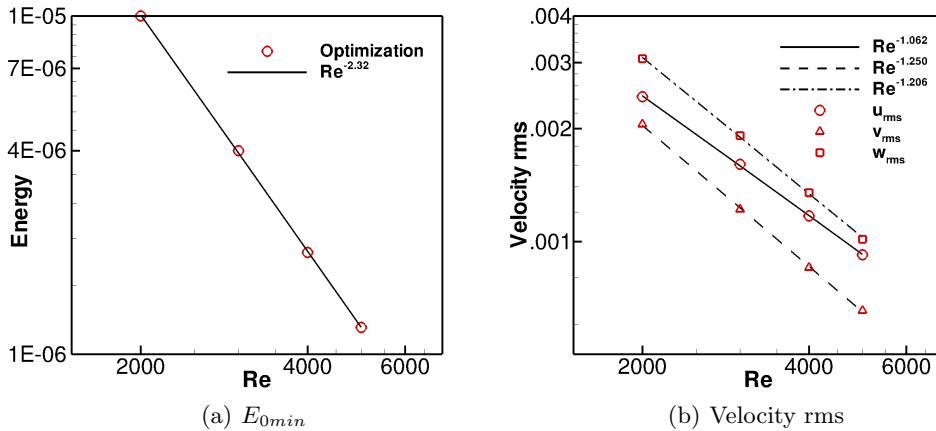 1E-05
7E-06
4E-06
1E-06
Energy
Optimization
Re^-2.32
2000
4000
6000
Re
(a) E_0min
.004
.003
.002
.001
Velocity rms
Re^-1.062
Re^-1.250
Re^-1.206
u_rms
v_rms
w_rms
2000
4000
6000
Re
(b) Velocity rms